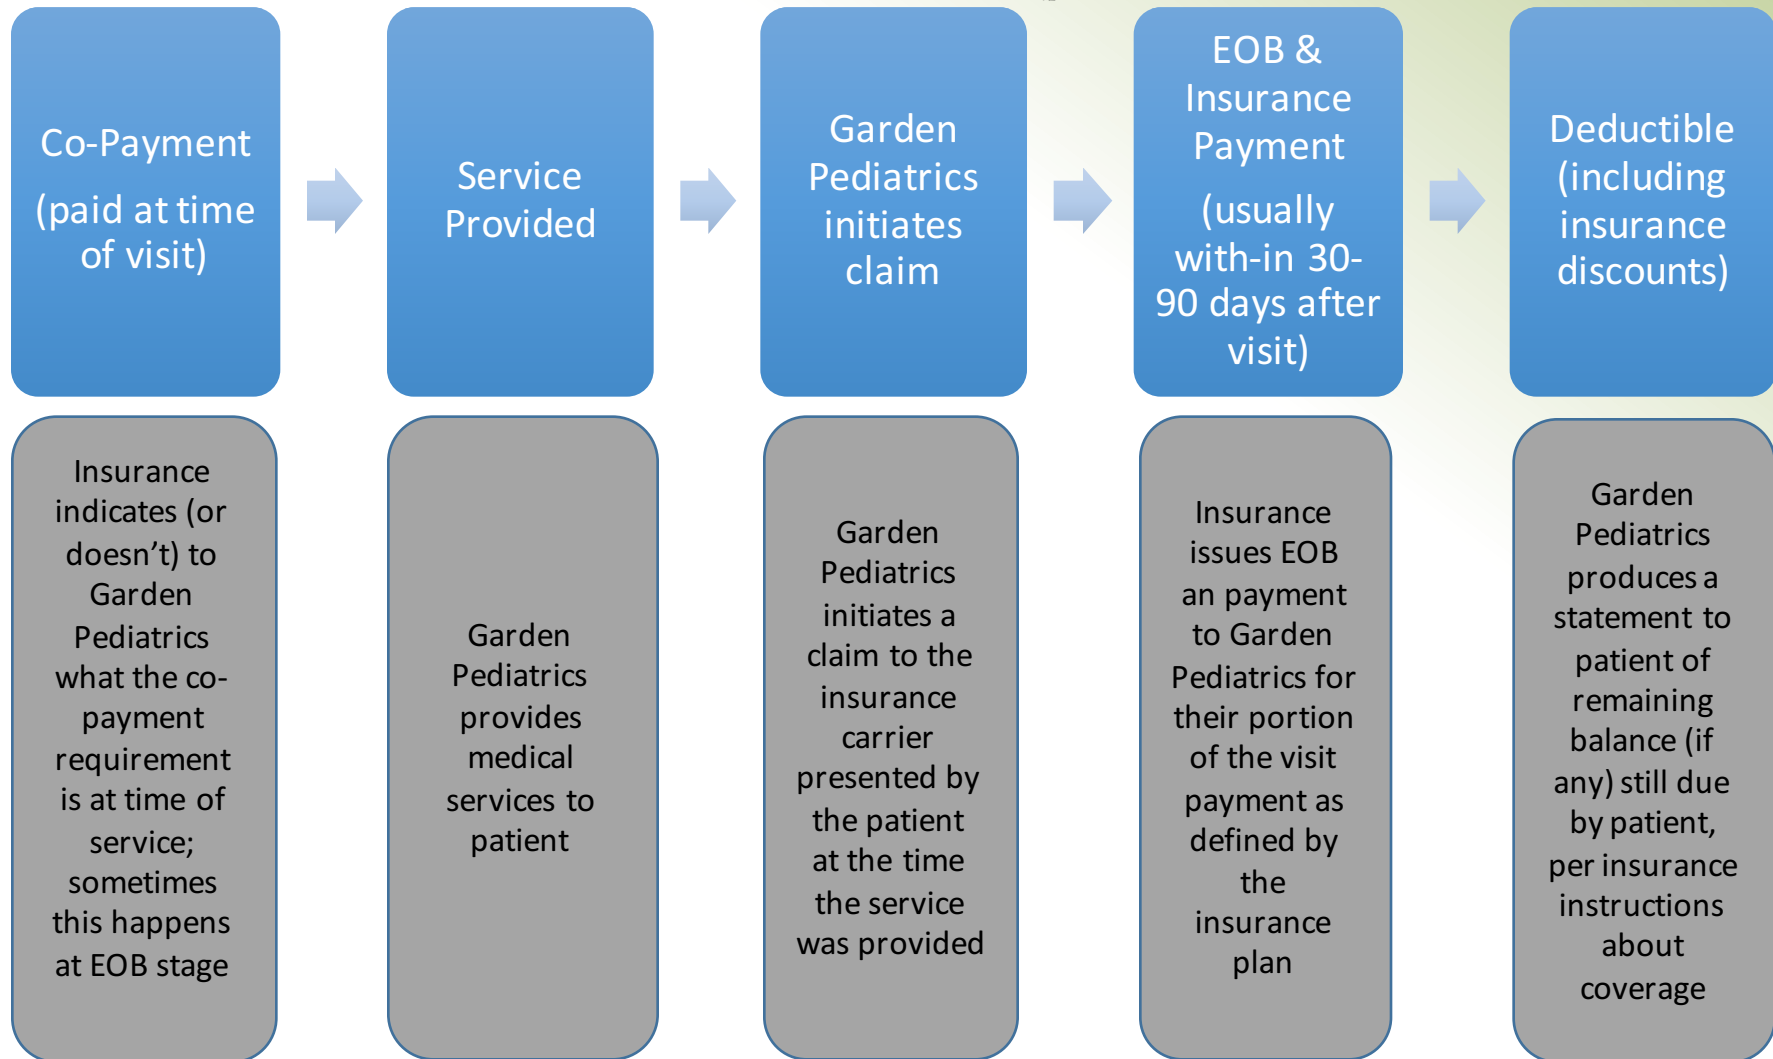 Co-Payment
(paid at time
of visit)
Service
Provided
Garden
Pediatrics
initiates
claim
EOB &
Insurance
Payment
(usually
with-in 30-
90 days after
visit)
Deductible
(including
insurance
discounts)
Insurance
indicates (or
doesn’t) to
Garden
Pediatrics
what the co-
payment
requirement
is at time of
service;
sometimes
this happens
at EOB stage
Garden
Pediatrics
provides
medical
services to
patient
Garden
Pediatrics
initiates a
claim to the
insurance
carrier
presented by
the patient
at the time
the service
was provided
Insurance
issues EOB
an payment
to Garden
Pediatrics for
their portion
of the visit
payment as
defined by
the
insurance
plan
Garden
Pediatrics
produces a
statement to
patient of
remaining
balance (if
any) still due
by patient,
per insurance
instructions
about
coverage